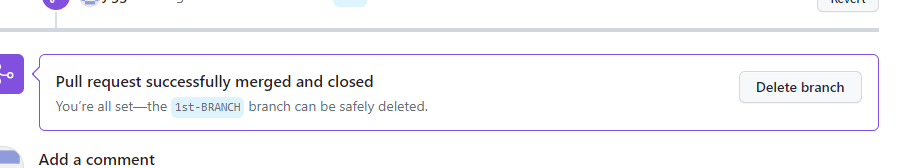 Revert
Pull request successfully merged and closed
You're all set—the 1st-BRANCH branch can be safely deleted.
Delete branch
Add a comment